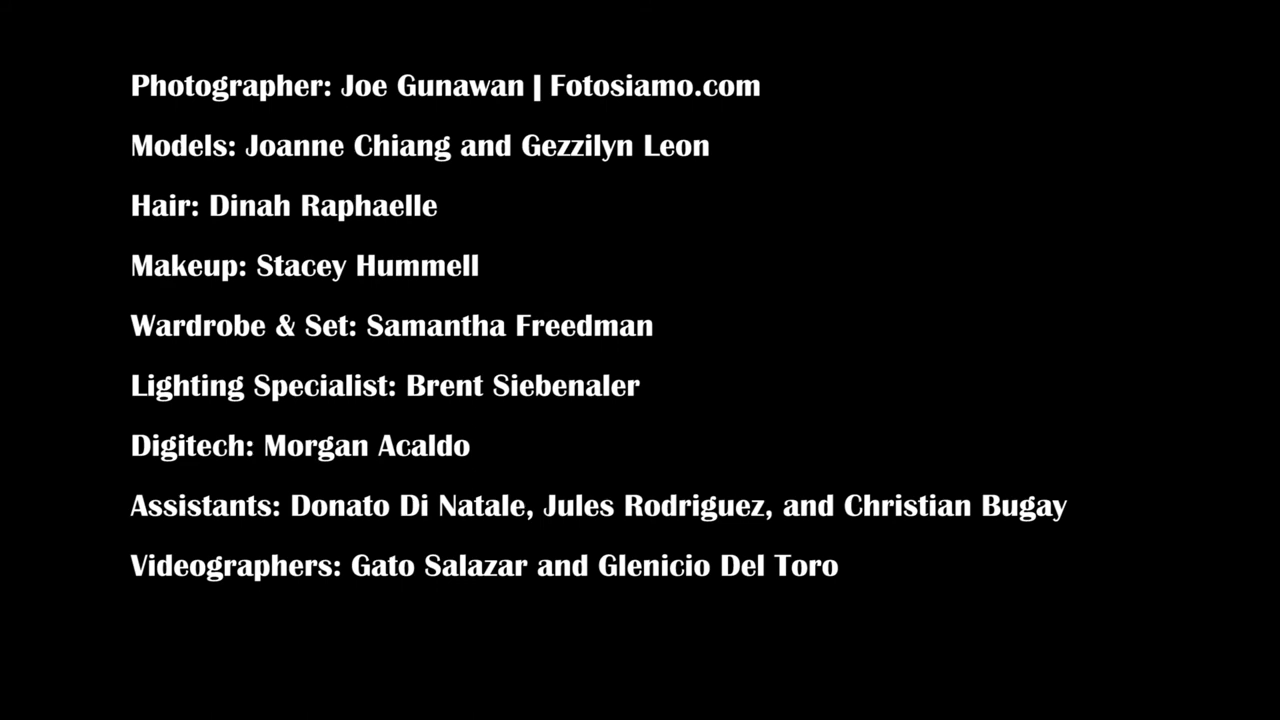 Photographer: Joe Gunawan | Fotosiamo.com
Models: Joanne Chiang and Gezzilyn Leon
Hair: Dinah Raphaelle
Makeup: Stacey Hummell
Wardrobe & Set: Samantha Freedman
Lighting Specialist: Brent Siebenaler
Digitech: Morgan Acaldo
Assistants: Donato Di Natale, Jules Rodriguez, and Christian Bugay
Videographers: Gato Salazar and Glenicio Del Toro